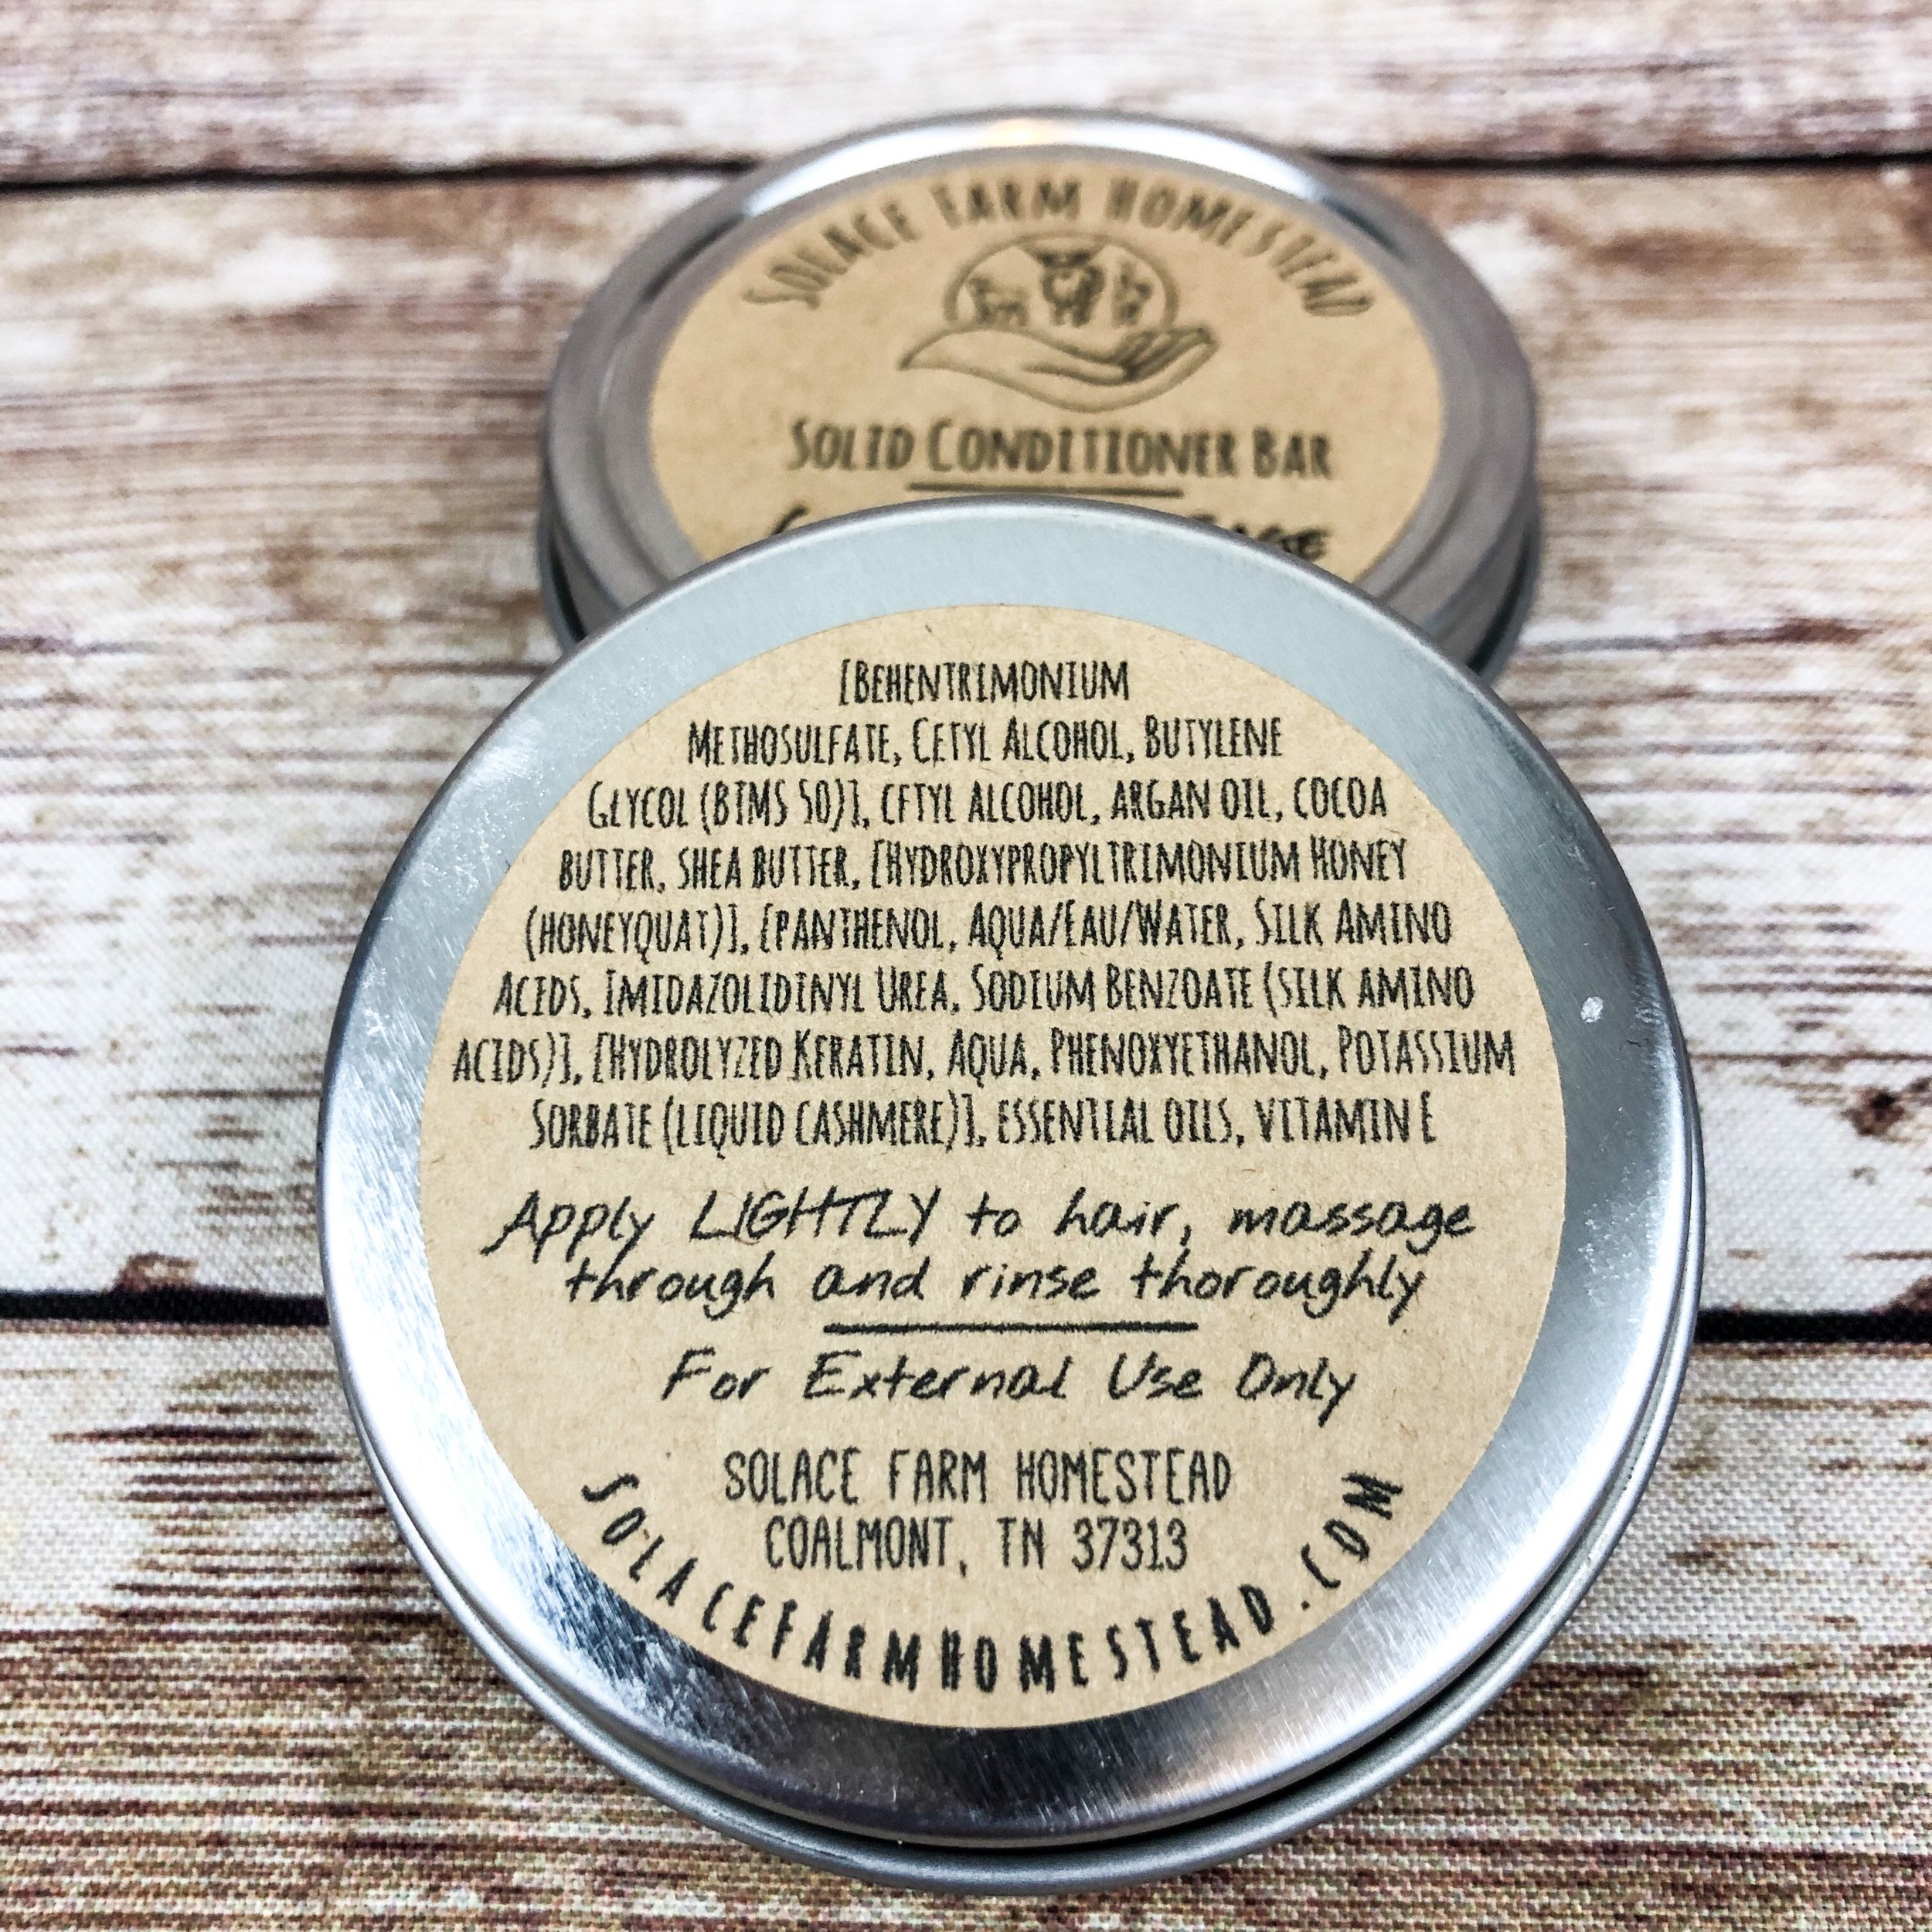 SOLACE FARM HOMESTEAD
SOLID CONDITIONER BAR
[BEHENTRIMONIUM
METHOSULFATE, CETYL ALCOHOL, BUTYLENE
GLYCOL (BTMS 50)], CETYL ALCOHOL, ARGAN OIL, COCOA
BUTTER, SHEA BUTTER, [HYDROXYPROPYLTRIMONIUM HONEY
(HONEYQUAT)], [PANTHENOL, AQUA/EAU/WATER, SILK AMINO
ACIDS, IMIDAZOLIDINYL UREA, SODIUM BENZOATE (SILK AMINO
ACIDS)], [HYDROLYZED KERATIN, AQUA, PHENOXYETHANOL, POTASSIUM
SORBATE (LIQUID CASHMERE)], ESSENTIAL OILS, VITAMIN E
Apply LIGHTLY to hair, massage
through and rinse thoroughly
For External Use Only
SOLACE FARM HOMESTEAD
COALMONT, TN 37313
SOLACEFARMHOMESTEAD.COM